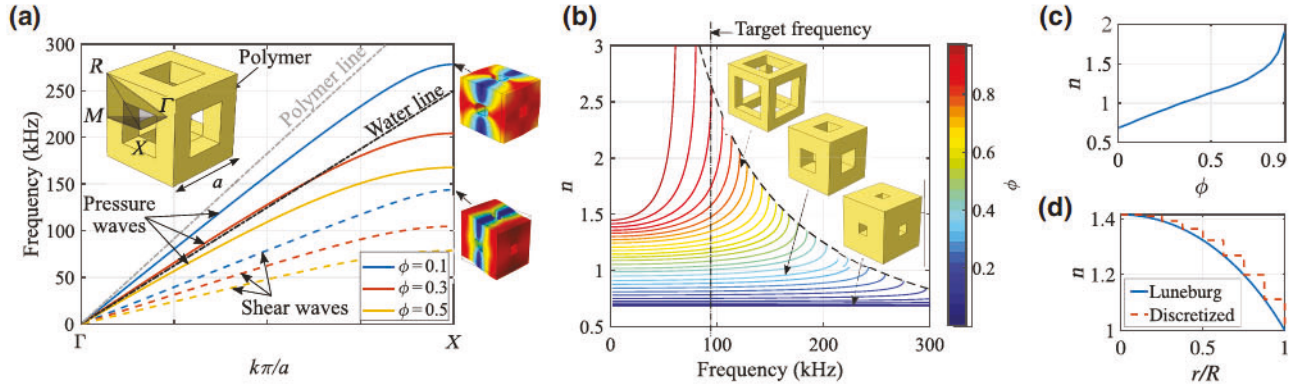 (a)
300
250
200
150
100
50
0
Frequency (kHz)
R
M
Γ
X
a
Polymer
Polymer line
Water line
Pressure
waves
Shear waves
ϕ = 0.1
ϕ = 0.3
ϕ = 0.5
Γ
X
kπ/a
(b)
Target frequency
3
2.5
2
1.5
1
0.5
n
0
100
200
300
Frequency (kHz)
0.8
0.6
0.4
0.2
ϕ
(c)
2
1.5
1
0.5
n
0
0.5
0.9
ϕ
(d)
1.4
1.2
1
n
Luneburg
Discretized
0
0.5
1
r/R